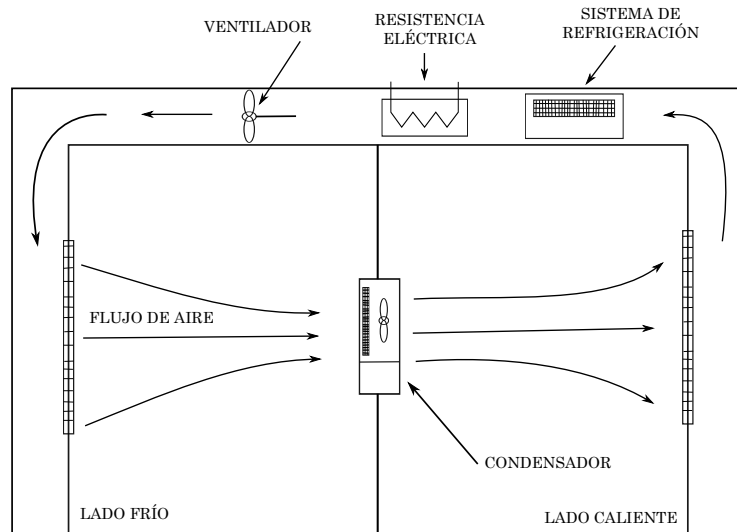 VENTILADOR
RESISTENCIA
ELÉCTRICA
SISTEMA DE
REFRIGERACIÓN
FLUJO DE AIRE
CONDENSADOR
LADO FRÍO
LADO CALIENTE